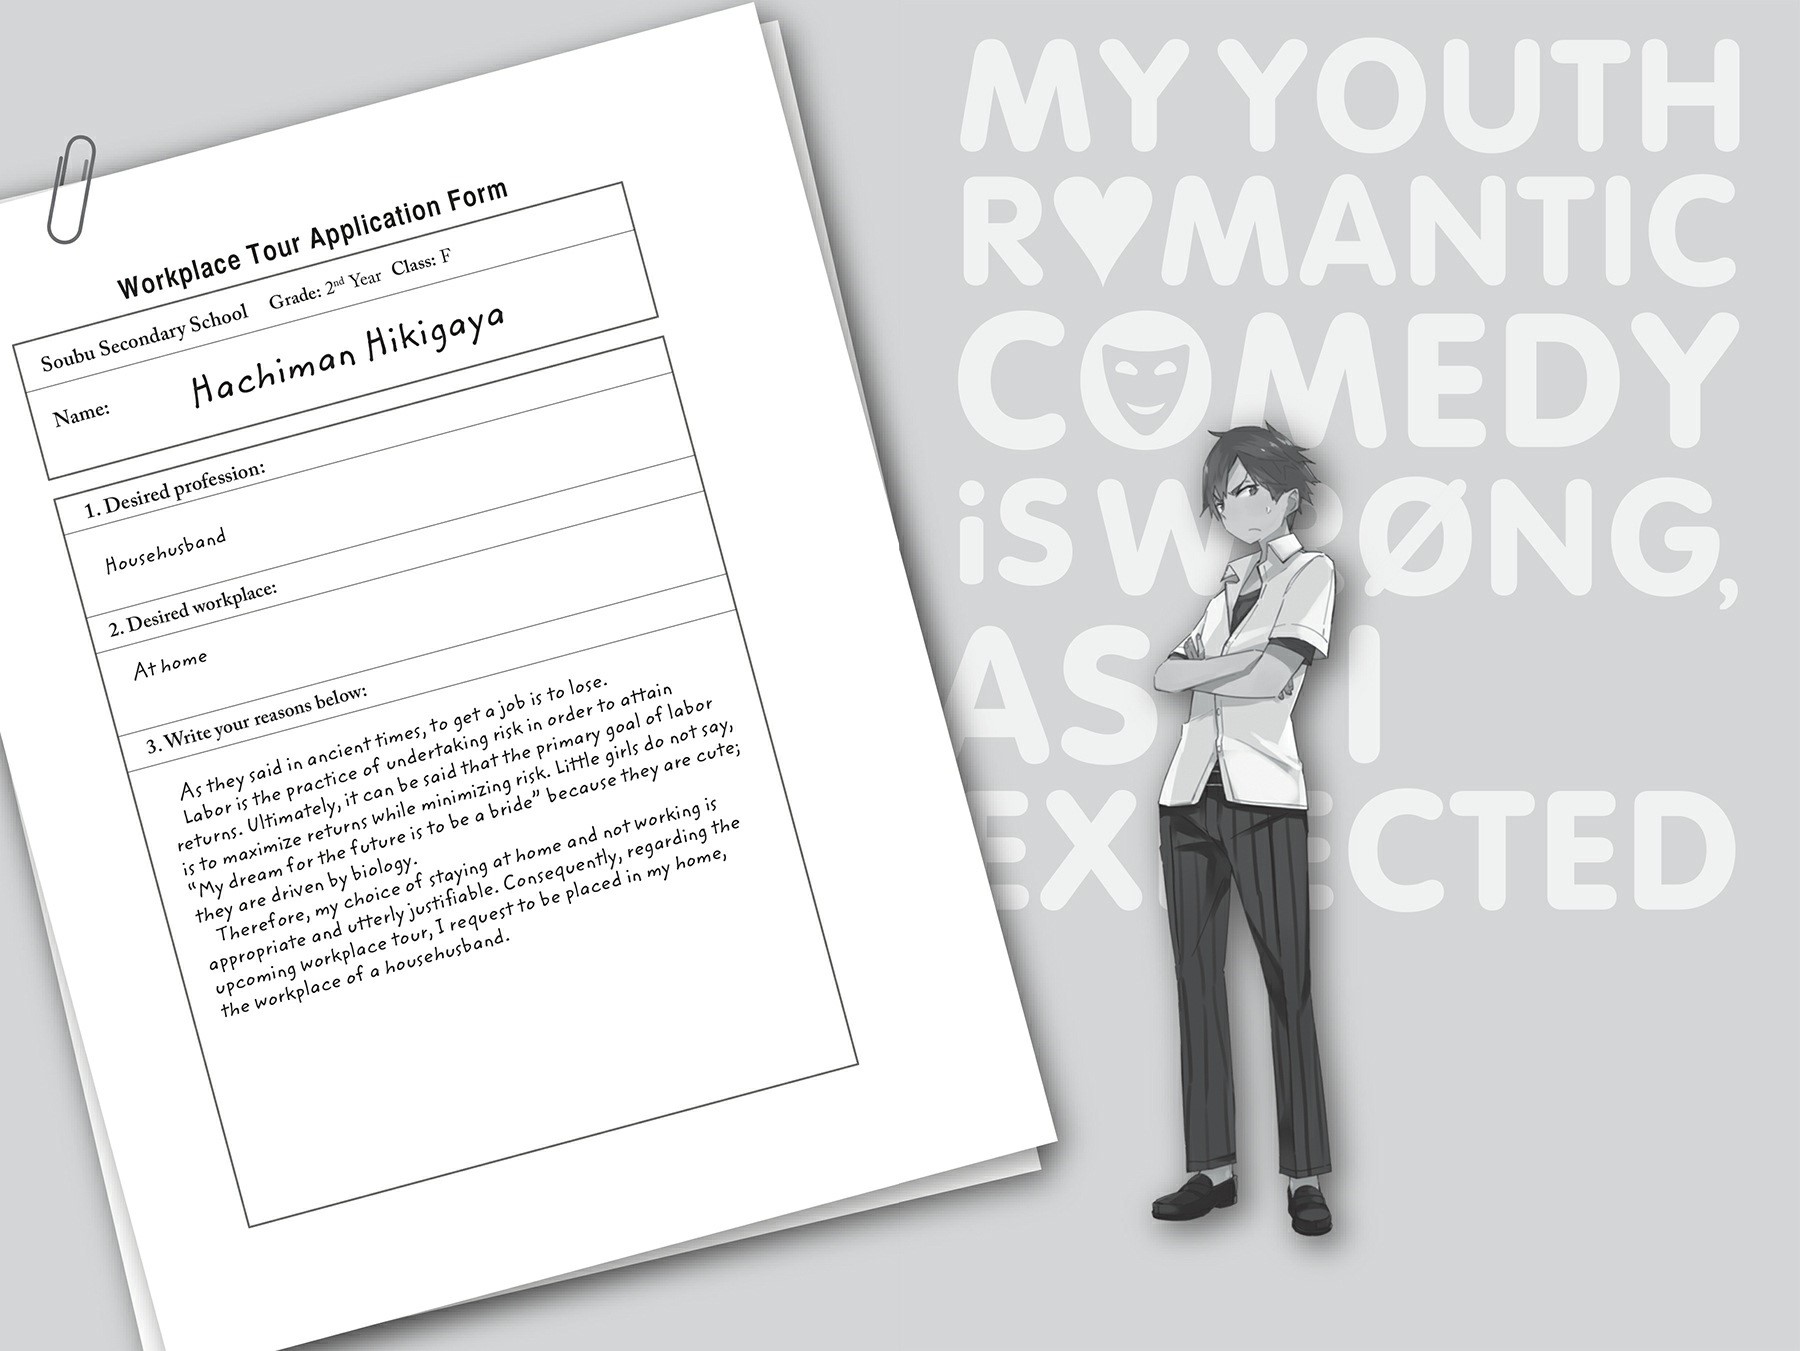 Workplace Tour Application Form
Soubu Secondary School Grade: 2nd Year Class: F
Name: Hachiman Hikigaya
1. Desired profession:
Househusband
2. Desired workplace:
At home
3. Write your reasons below:
As they said in ancient times, to get a job is to lose.
Labor is the practice of undertaking risk in order to attain
returns. Ultimately, it can be said that the primary goal of labor
is to maximize returns while minimizing risk. Little girls do not say,
“My dream for the future is to be a bride” because they are cute;
they are driven by biology.
Therefore, my choice of staying at home and not working is
appropriate and utterly justifiable. Consequently, regarding the
upcoming workplace tour, I request to be placed in my home,
the workplace of a househusband.
MY YOUTH
R♥MANTIC
COMEDY
iS WRØNG,
AS I
EXPECTED